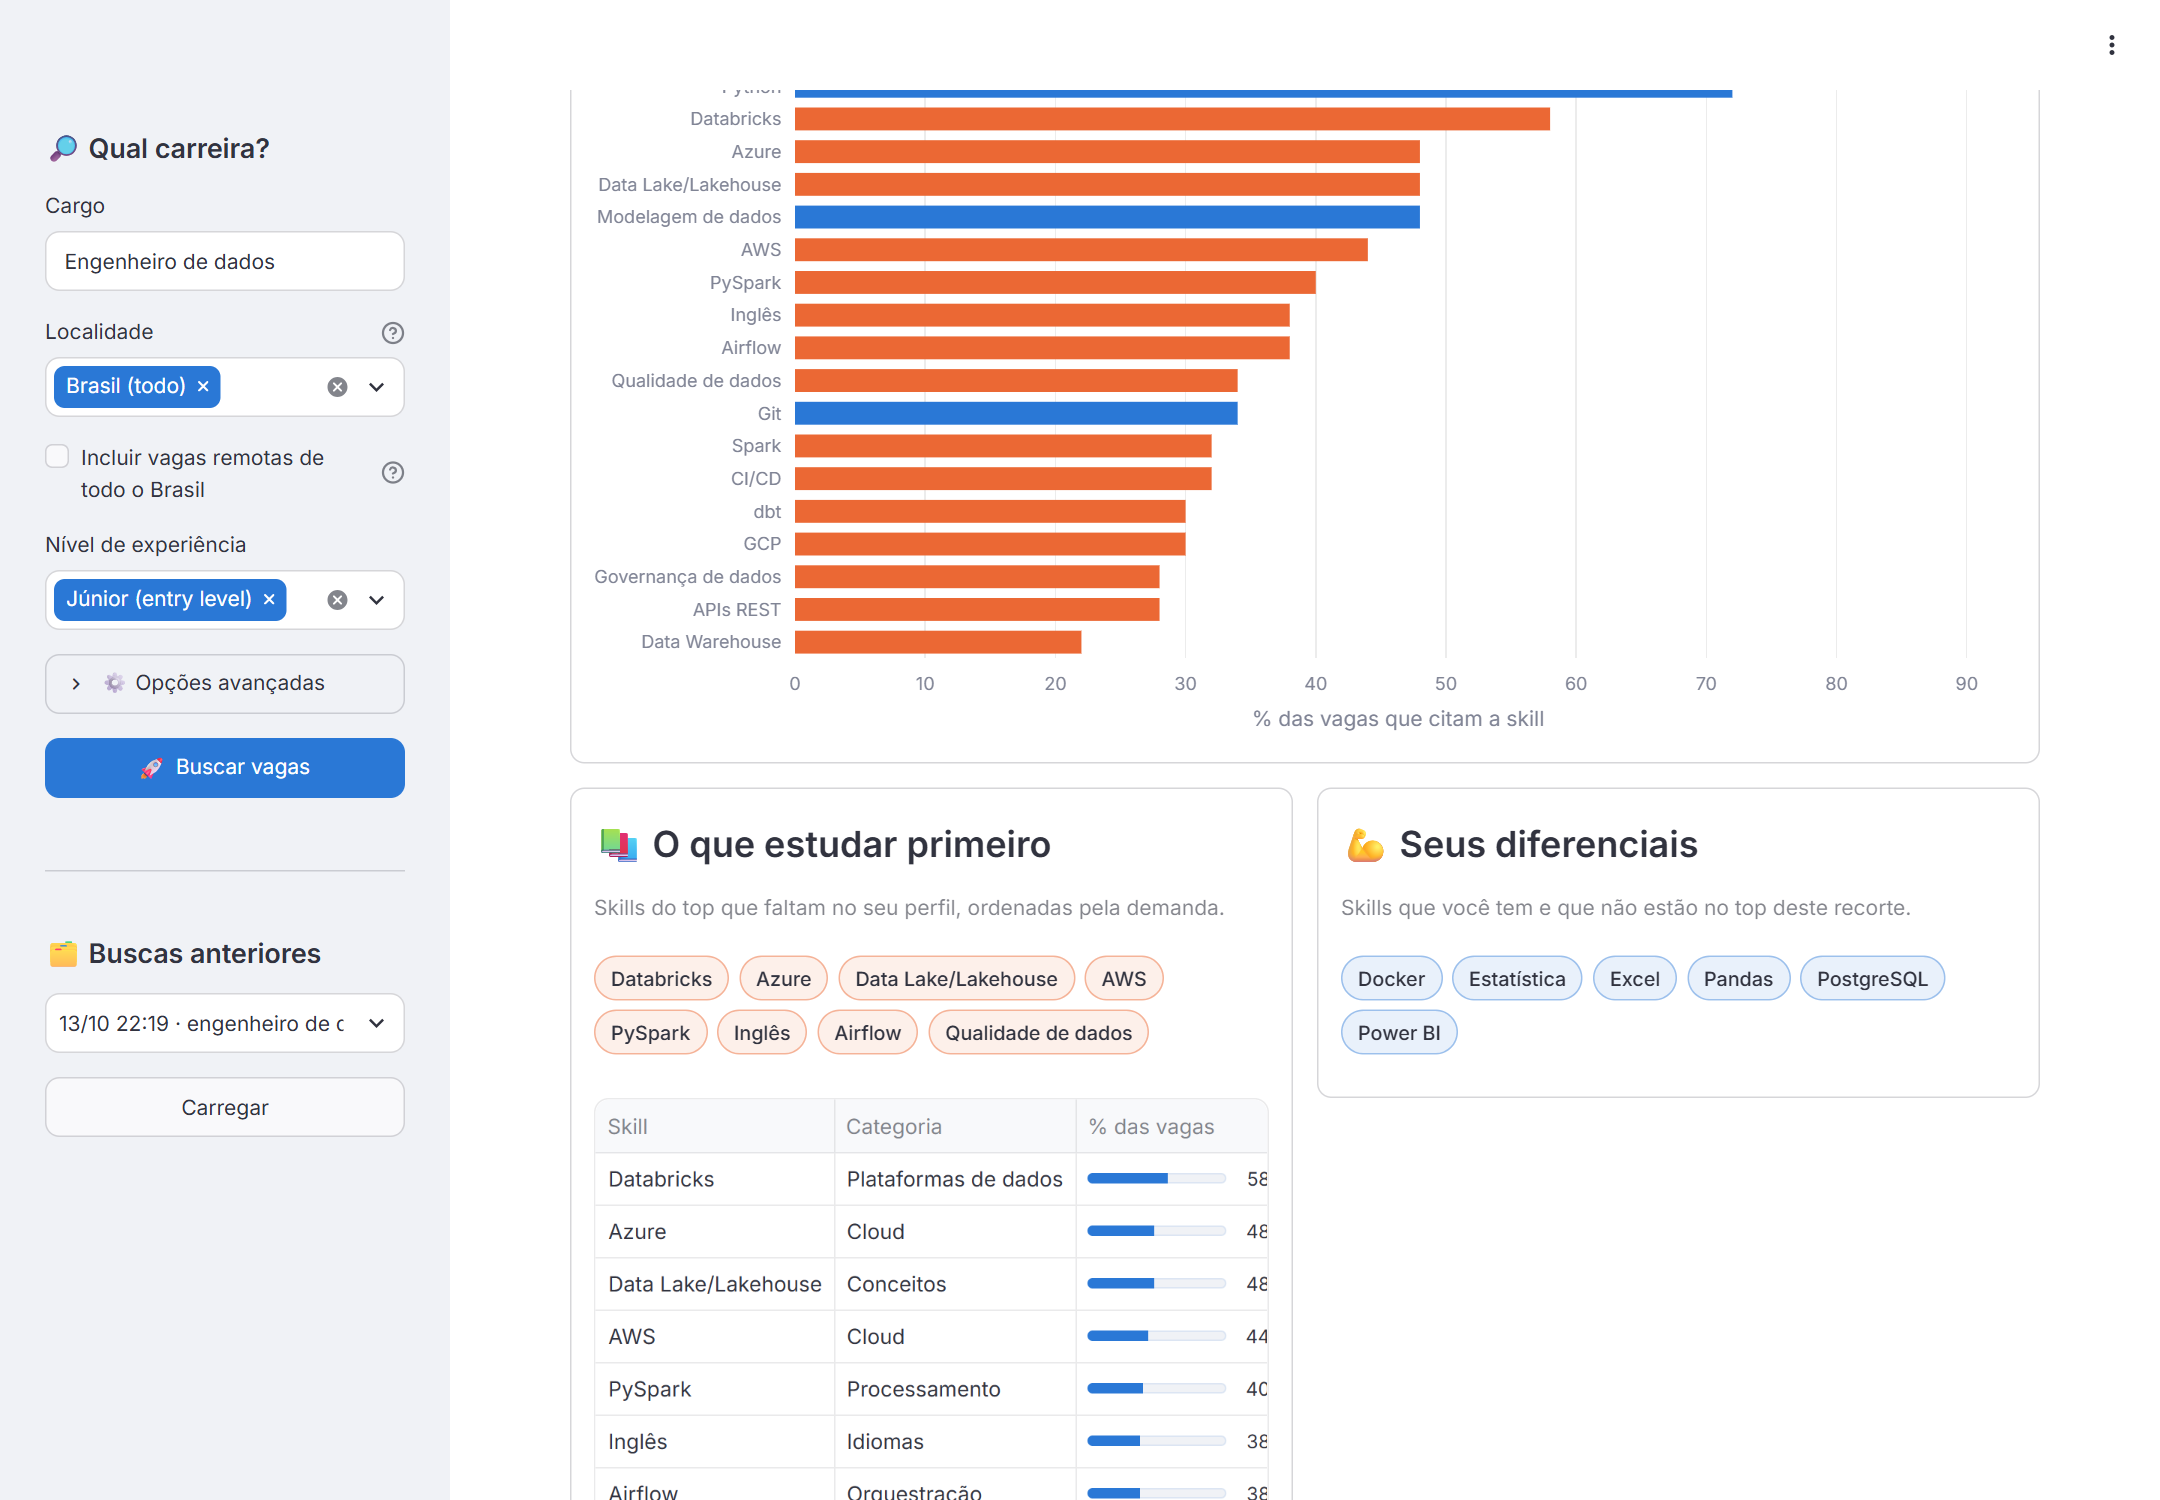 Qual carreira?
Cargo
Engenheiro de dados
Localidade
Brasil (todo) ×
Incluir vagas remotas de
todo o Brasil
Nível de experiência
Júnior (entry level) ×
Opções avançadas
Buscar vagas
Buscas anteriores
13/10 22:19 · engenheiro de
Carregar
Python
Databricks
Azure
Data Lake/Lakehouse
Modelagem de dados
AWS
PySpark
Inglês
Airflow
Qualidade de dados
Git
Spark
CI/CD
dbt
GCP
Governança de dados
APIs REST
Data Warehouse
0 10 20 30 40 50 60 70 80 90
% das vagas que citam a skill
O que estudar primeiro
Skills do top que faltam no seu perfil, ordenadas pela demanda.
Databricks Azure Data Lake/Lakehouse AWS
PySpark Inglês Airflow Qualidade de dados
Skill Categoria % das vagas
Databricks Plataformas de dados 58
Azure Cloud 48
Data Lake/Lakehouse Conceitos 48
AWS Cloud 44
PySpark Processamento 40
Inglês Idiomas 38
Airflow Orquestração 38
Seus diferenciais
Skills que você tem e que não estão no top deste recorte.
Docker Estatística Excel Pandas PostgreSQL
Power BI